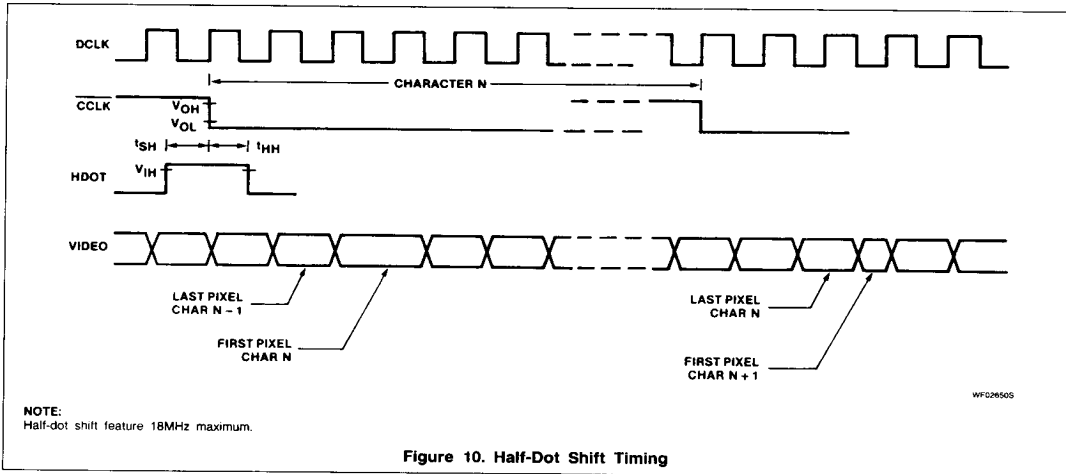 DCLK
CHARACTER N
CCLK
VOH
VOL
tSH
tHH
VIH
HDOT
VIDEO
LAST PIXEL
CHAR N – 1
FIRST PIXEL
CHAR N
LAST PIXEL
CHAR N
FIRST PIXEL
CHAR N + 1
WF02650S
NOTE:
Half-dot shift feature 18MHz maximum.
Figure 10. Half-Dot Shift Timing